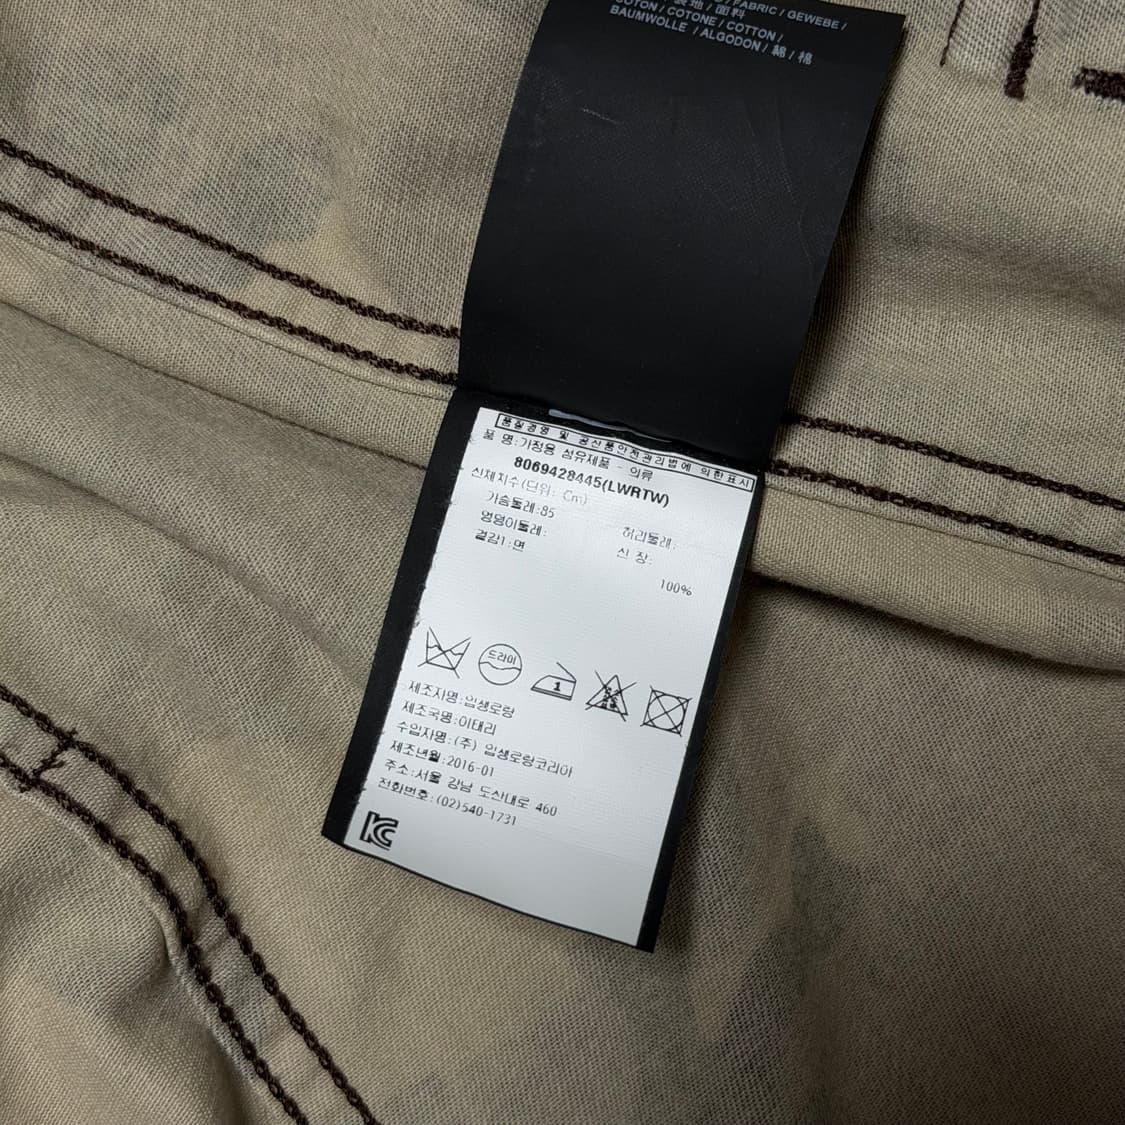 / FABRIC / GEWEBE /
地 / 面料
COTON / COTONE / COTTON /
BAUMWOLLE / ALGODON / 綿 / 棉
품질경영 및 공산품안전관리법에 의한 표시
품 명:가정용 섬유제품 - 의류
8069428445(LWRTW)
신체지수(단위: Cm)
가슴둘레:85
엉덩이둘레: 허리둘레:
겉감1:면 신 장:
100%
드라이
1
제조자명:입생로랑
제조국명:이태리
수입자명:(주) 입생로랑코리아
제조년월:2016-01
주소:서울 강남 도산대로 460
전화번호:(02)540-1731
KC